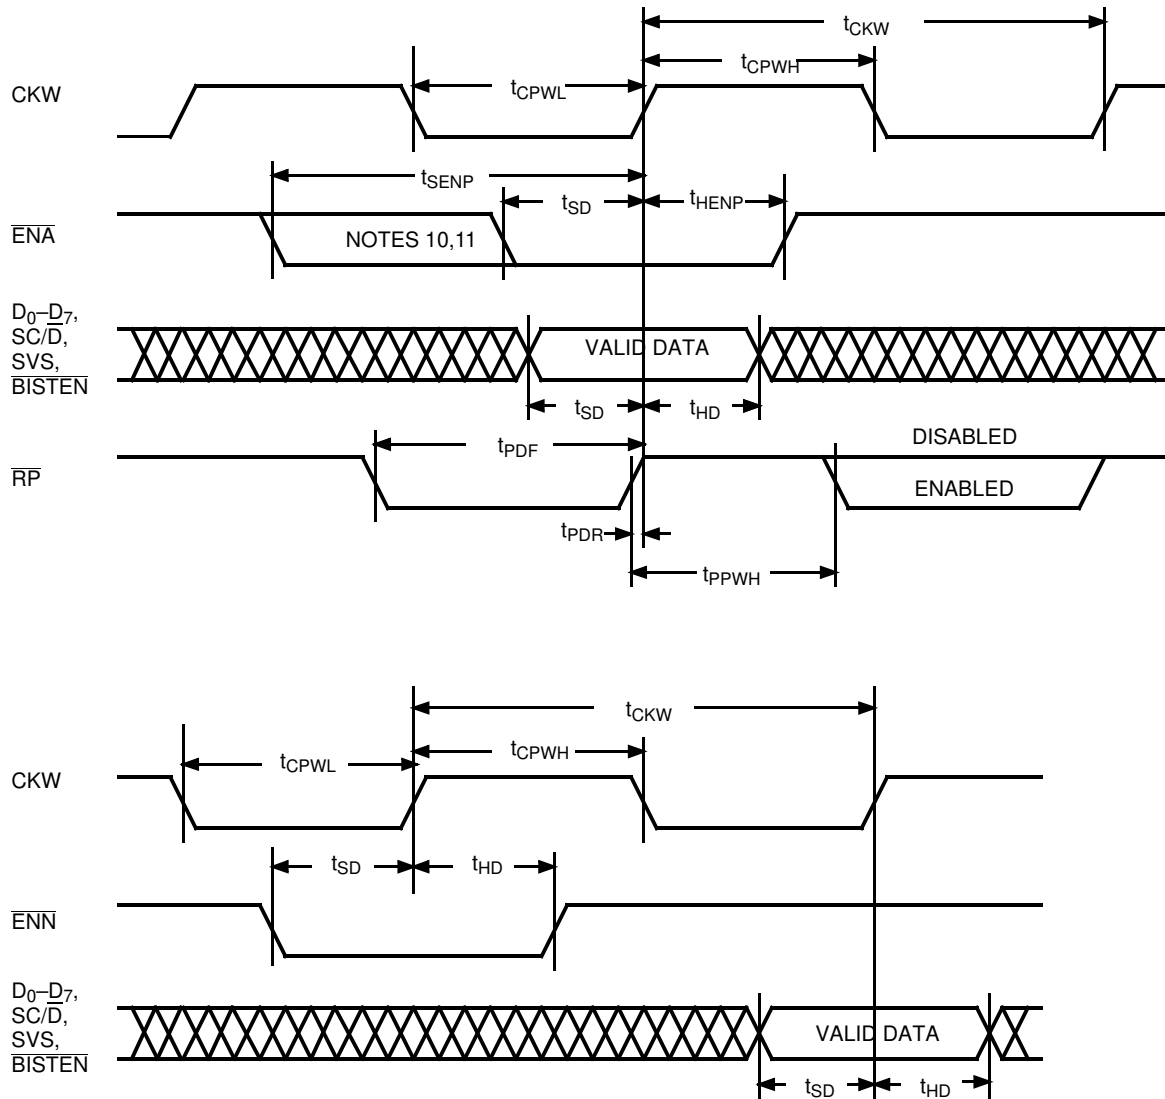 tCKW
tCPWH
tCPWL
CKW
tSENP
tSD
tHENP
ENA
NOTES 10,11
D0–D7,
SC/D,
SVS,
BISTEN
VALID DATA
tSD
tHD
tPDF
DISABLED
RP
ENABLED
tPDR
tPPWH
tCKW
tCPWL
tCPWH
CKW
tSD
tHD
ENN
D0–D7,
SC/D,
SVS,
BISTEN
VALID DATA
tSD
tHD